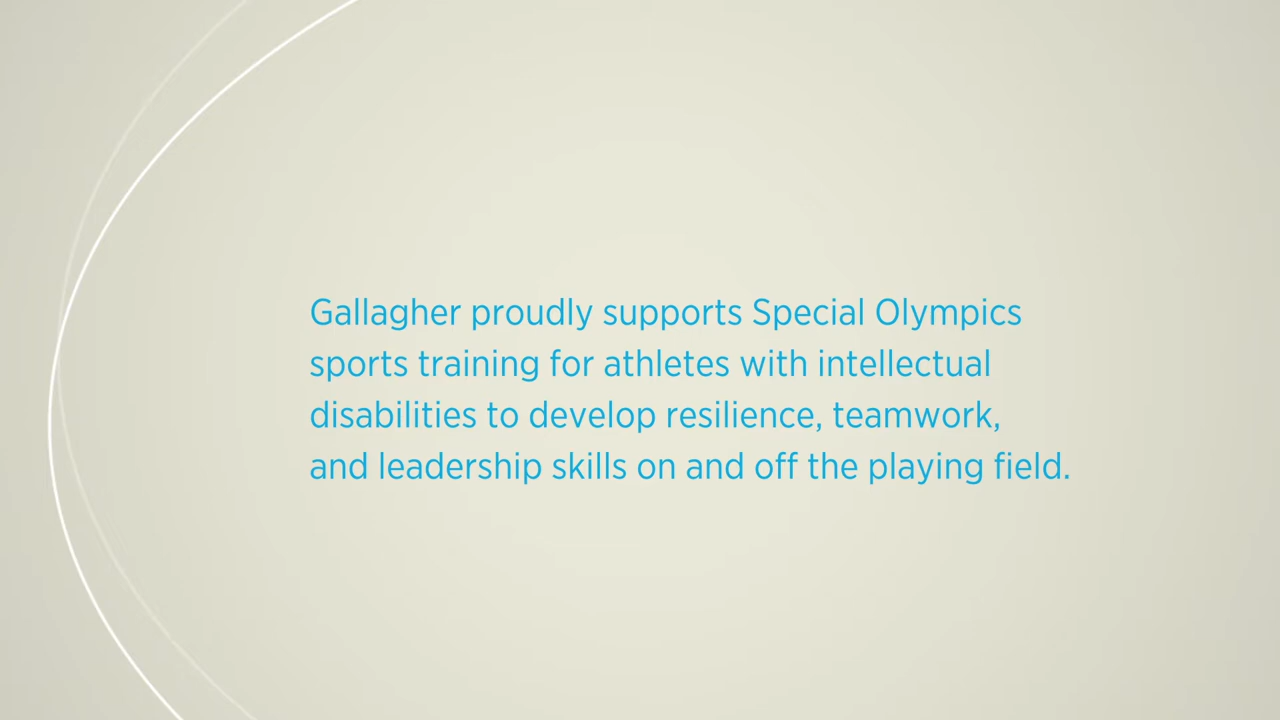 Gallagher proudly supports Special Olympics
sports training for athletes with intellectual
disabilities to develop resilience, teamwork,
and leadership skills on and off the playing field.